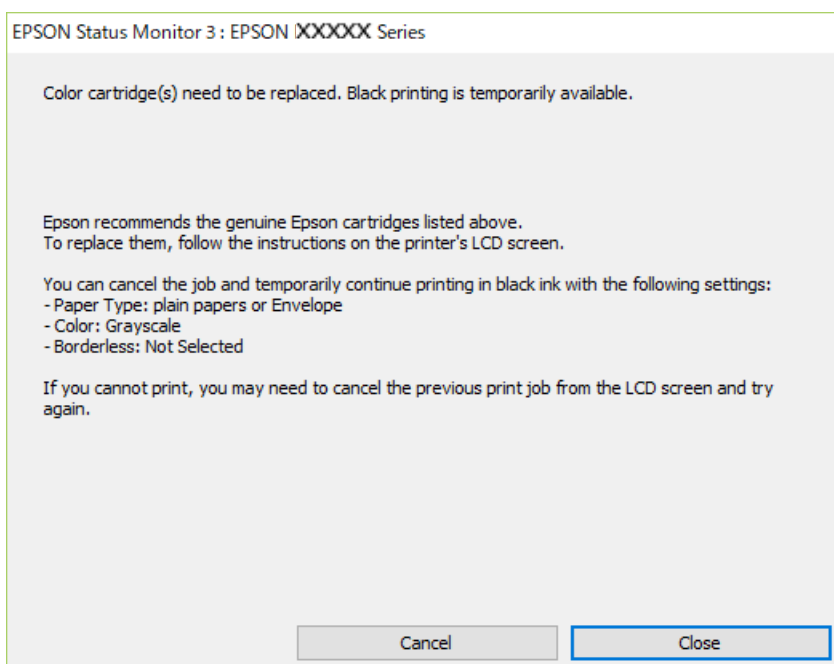 EPSON Status Monitor 3 : EPSON XXXXX Series
Color cartridge(s) need to be replaced. Black printing is temporarily available.
Epson recommends the genuine Epson cartridges listed above.
To replace them, follow the instructions on the printer's LCD screen.
You can cancel the job and temporarily continue printing in black ink with the following settings:
- Paper Type: plain papers or Envelope
- Color: Grayscale
- Borderless: Not Selected
If you cannot print, you may need to cancel the previous print job from the LCD screen and try
again.
Cancel
Close